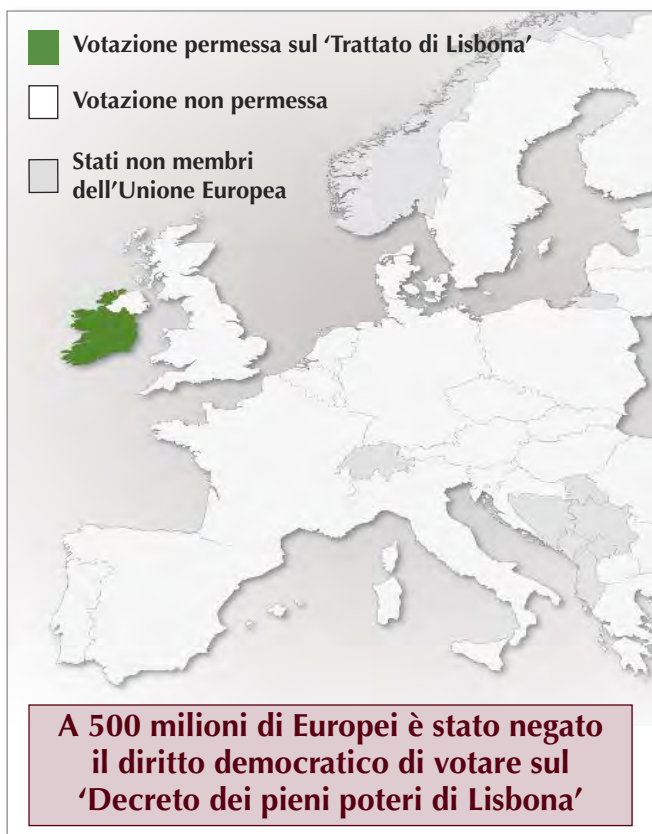 Votazione permessa sul ‘Trattato di Lisbona’
Votazione non permessa
Stati non membri
dell’Unione Europea
A 500 milioni di Europei è stato negato
il diritto democratico di votare sul
‘Decreto dei pieni poteri di Lisbona’